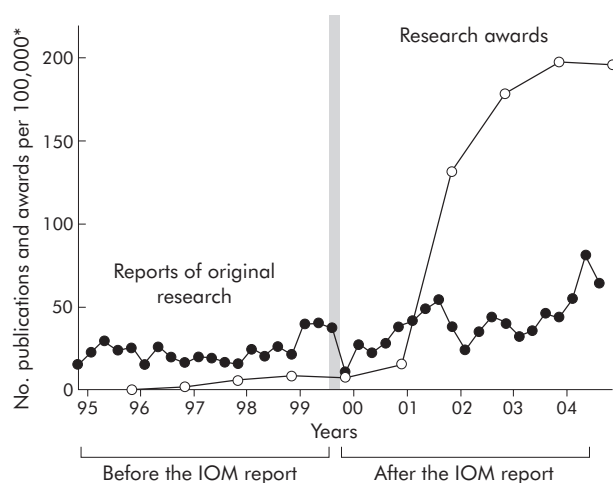 No. publications and awards per 100,000*
200
150
100
50
0
Research awards
Reports of original
research
95 96 97 98 99 00 01 02 03 04
Years
Before the IOM report After the IOM report